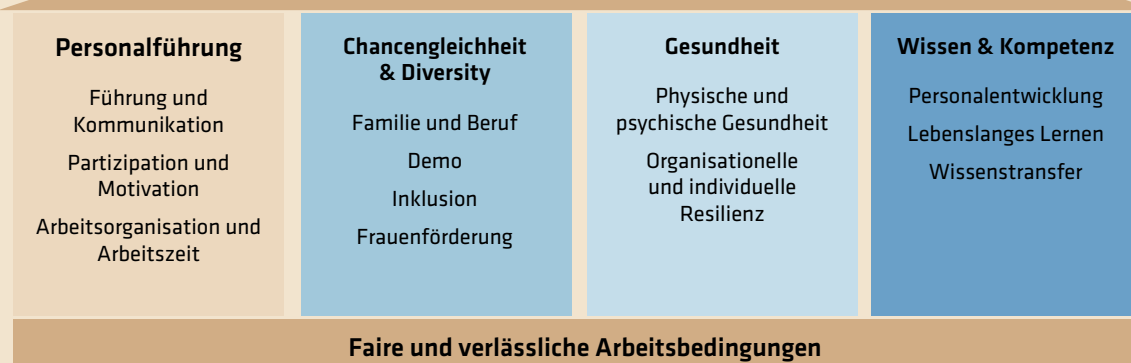 Personalführung
Führung und
Kommunikation
Partizipation und
Motivation
Arbeitsorganisation und
Arbeitszeit
Chancengleichheit
& Diversity
Familie und Beruf
Demo
Inklusion
Frauenförderung
Gesundheit
Physische und
psychische Gesundheit
Organisationelle
und individuelle
Resilienz
Wissen & Kompetenz
Personalentwicklung
Lebenslanges Lernen
Wissenstransfer
Faire und verlässliche Arbeitsbedingungen